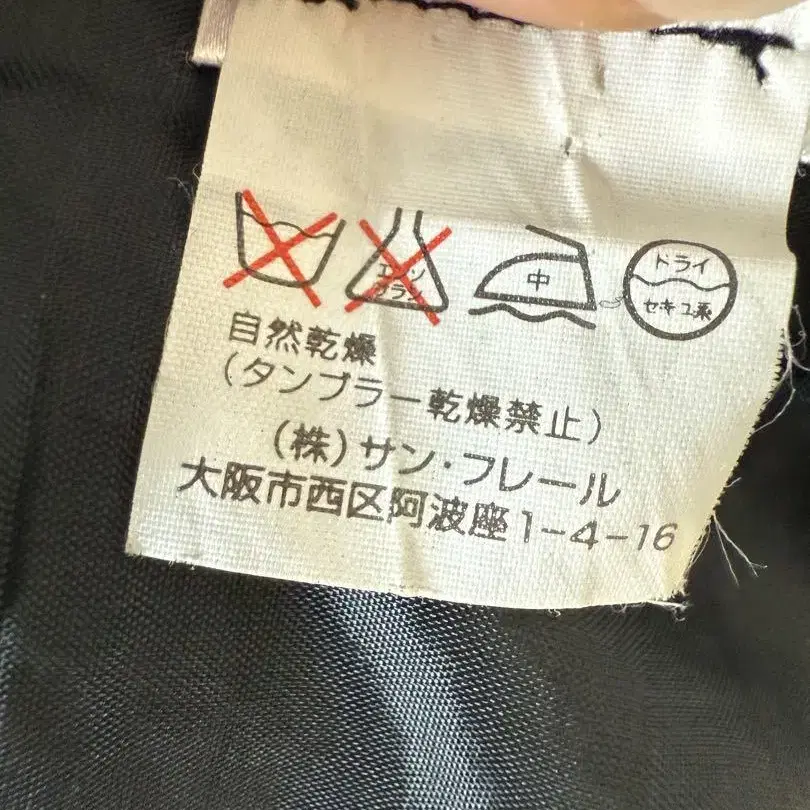 エンソ
サラシ
中
ドライ
セキユ系
自然乾燥
(タンブラー乾燥禁止)
(株)サン・フレール
大阪市西区阿波座1-4-16